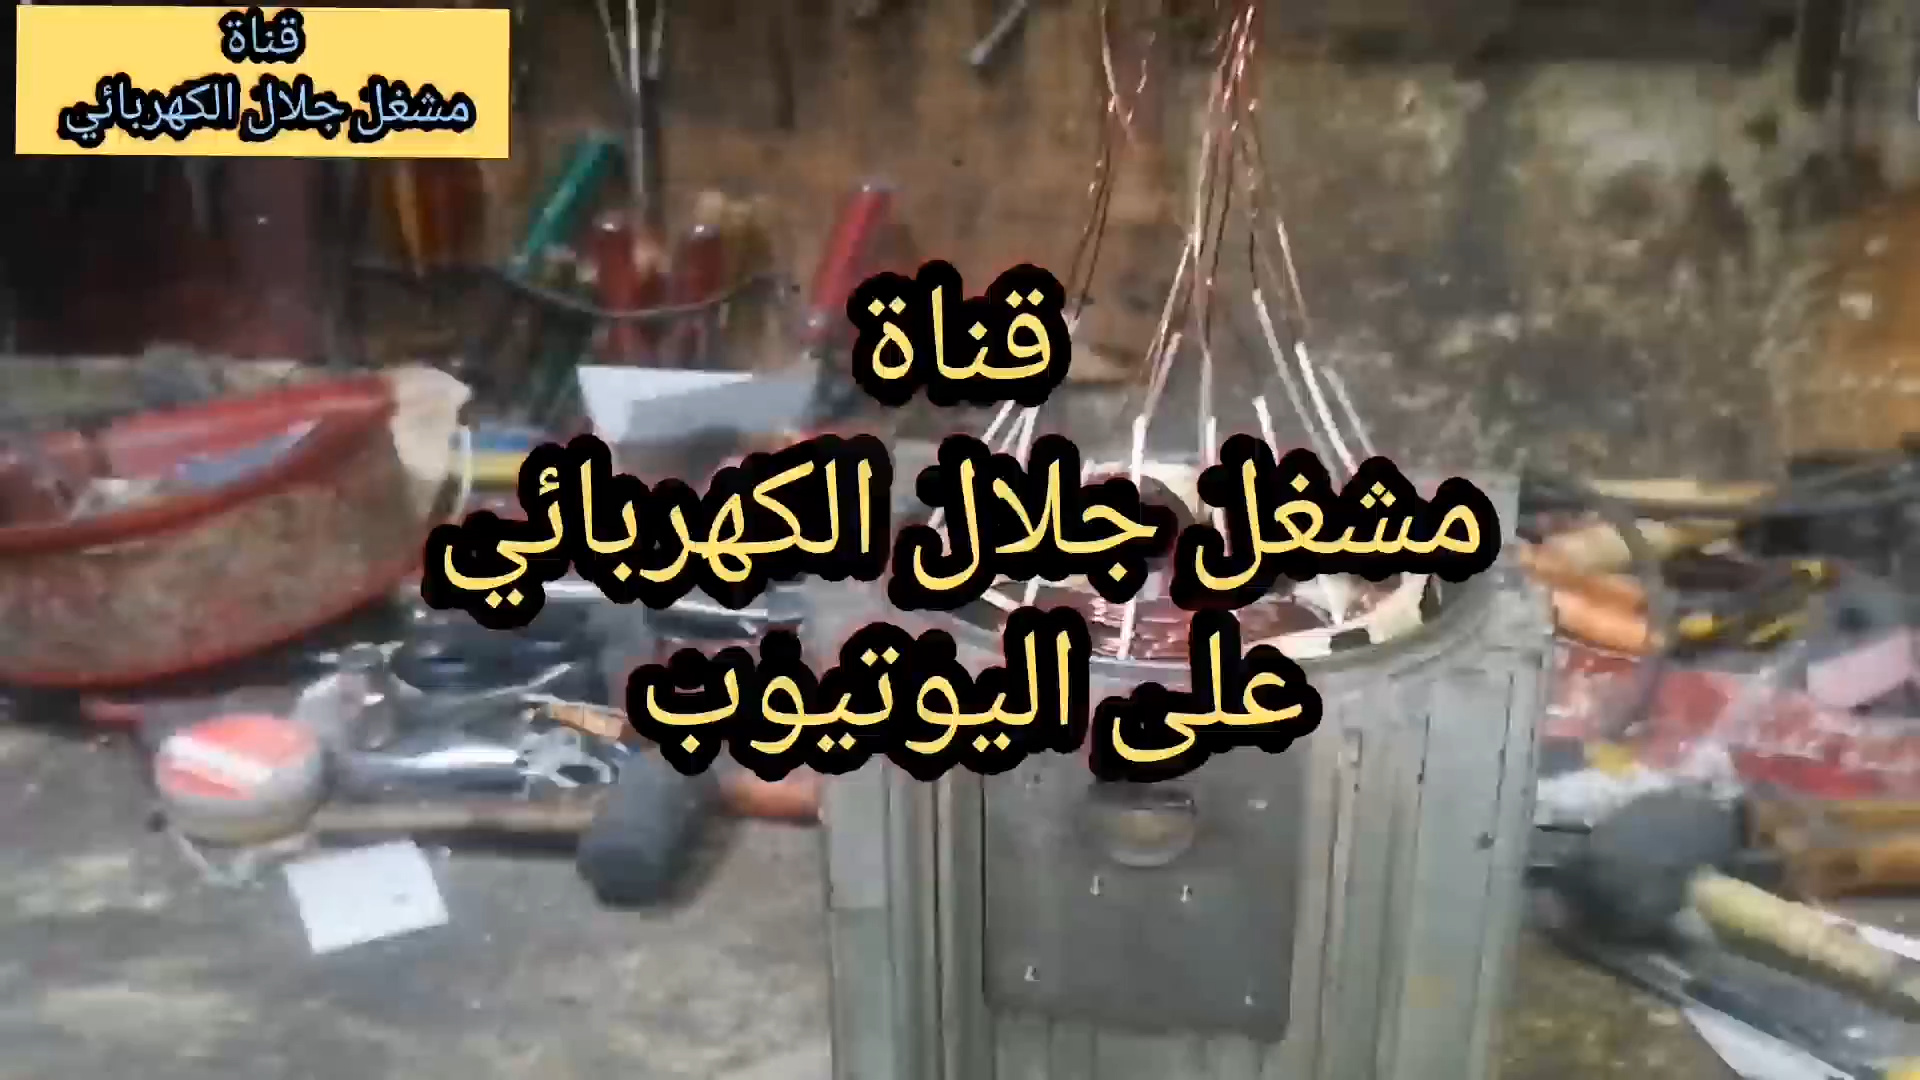 قناة
مشغل جلال الكهربائي
قناة
مشغل جلال الكهربائي
على اليوتيوب